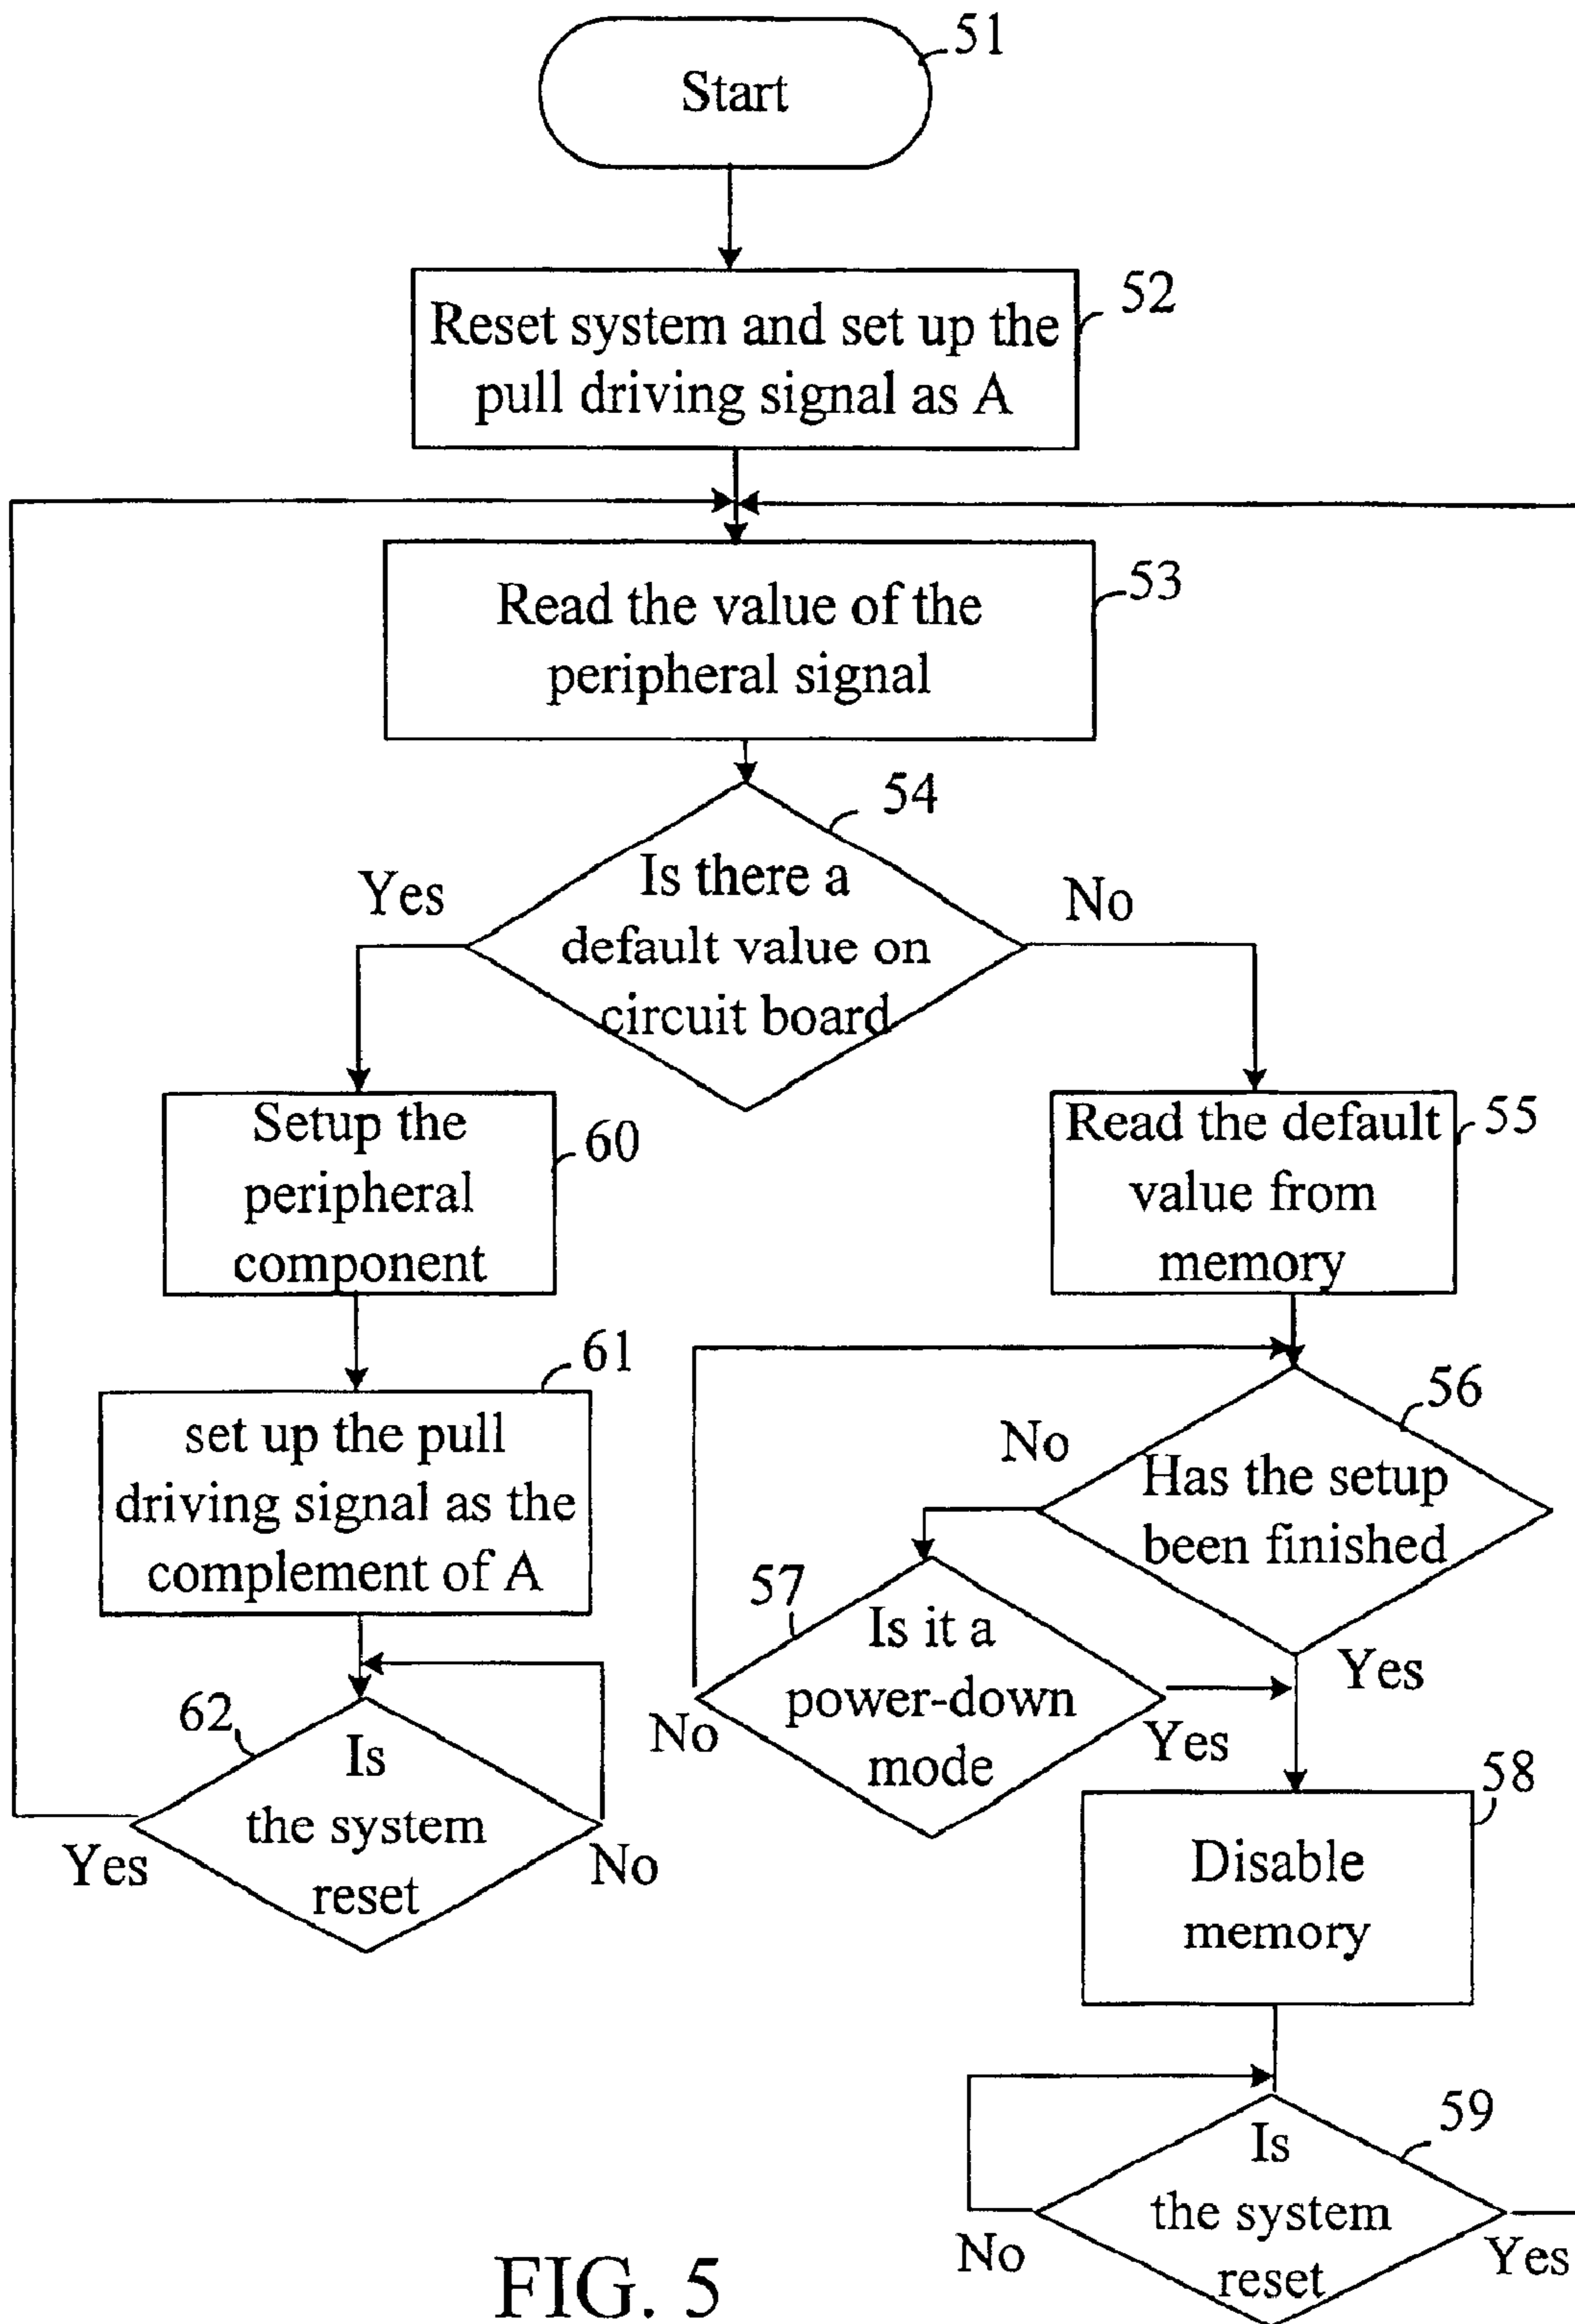 Start
51
Reset system and set up the
pull driving signal as A
52
Read the value of the
peripheral signal
53
54
Is there a
default value on
circuit board
Yes
No
Setup the
peripheral
component
60
Read the default
value from
memory
55
set up the pull
driving signal as the
complement of A
61
56
Has the setup
been finished
No
Yes
57
Is it a
power-down
mode
No
Yes
62
Is
the system
reset
Yes
No
58
Disable
memory
59
Is
the system
reset
No
Yes
FIG. 5